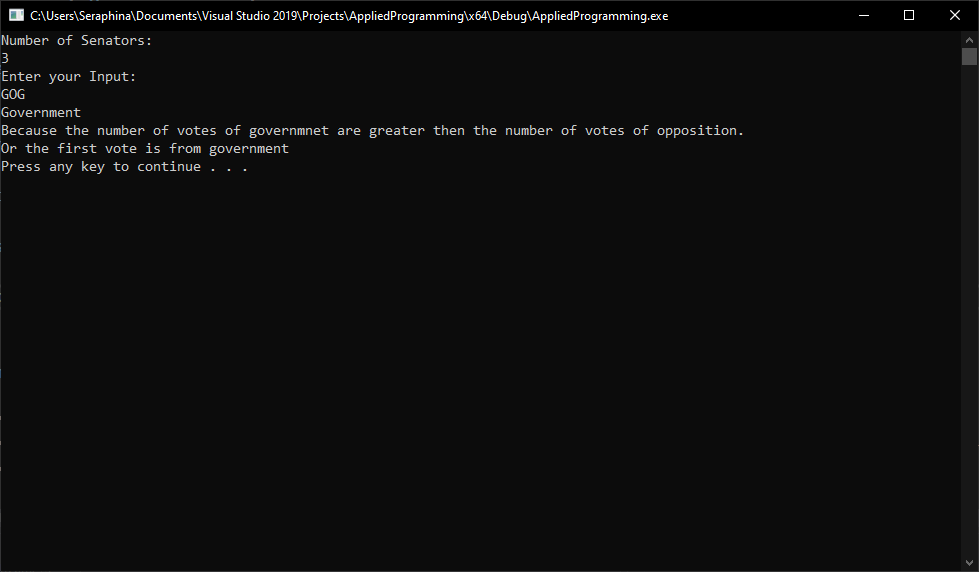 C:\Users\Seraphina\Documents\Visual Studio 2019\Projects\AppliedProgramming\x64\Debug\AppliedProgramming.exe
Number of Senators:
3
Enter your Input:
GOG
Government
Because the number of votes of governmnet are greater then the number of votes of opposition.
Or the first vote is from government
Press any key to continue . . .